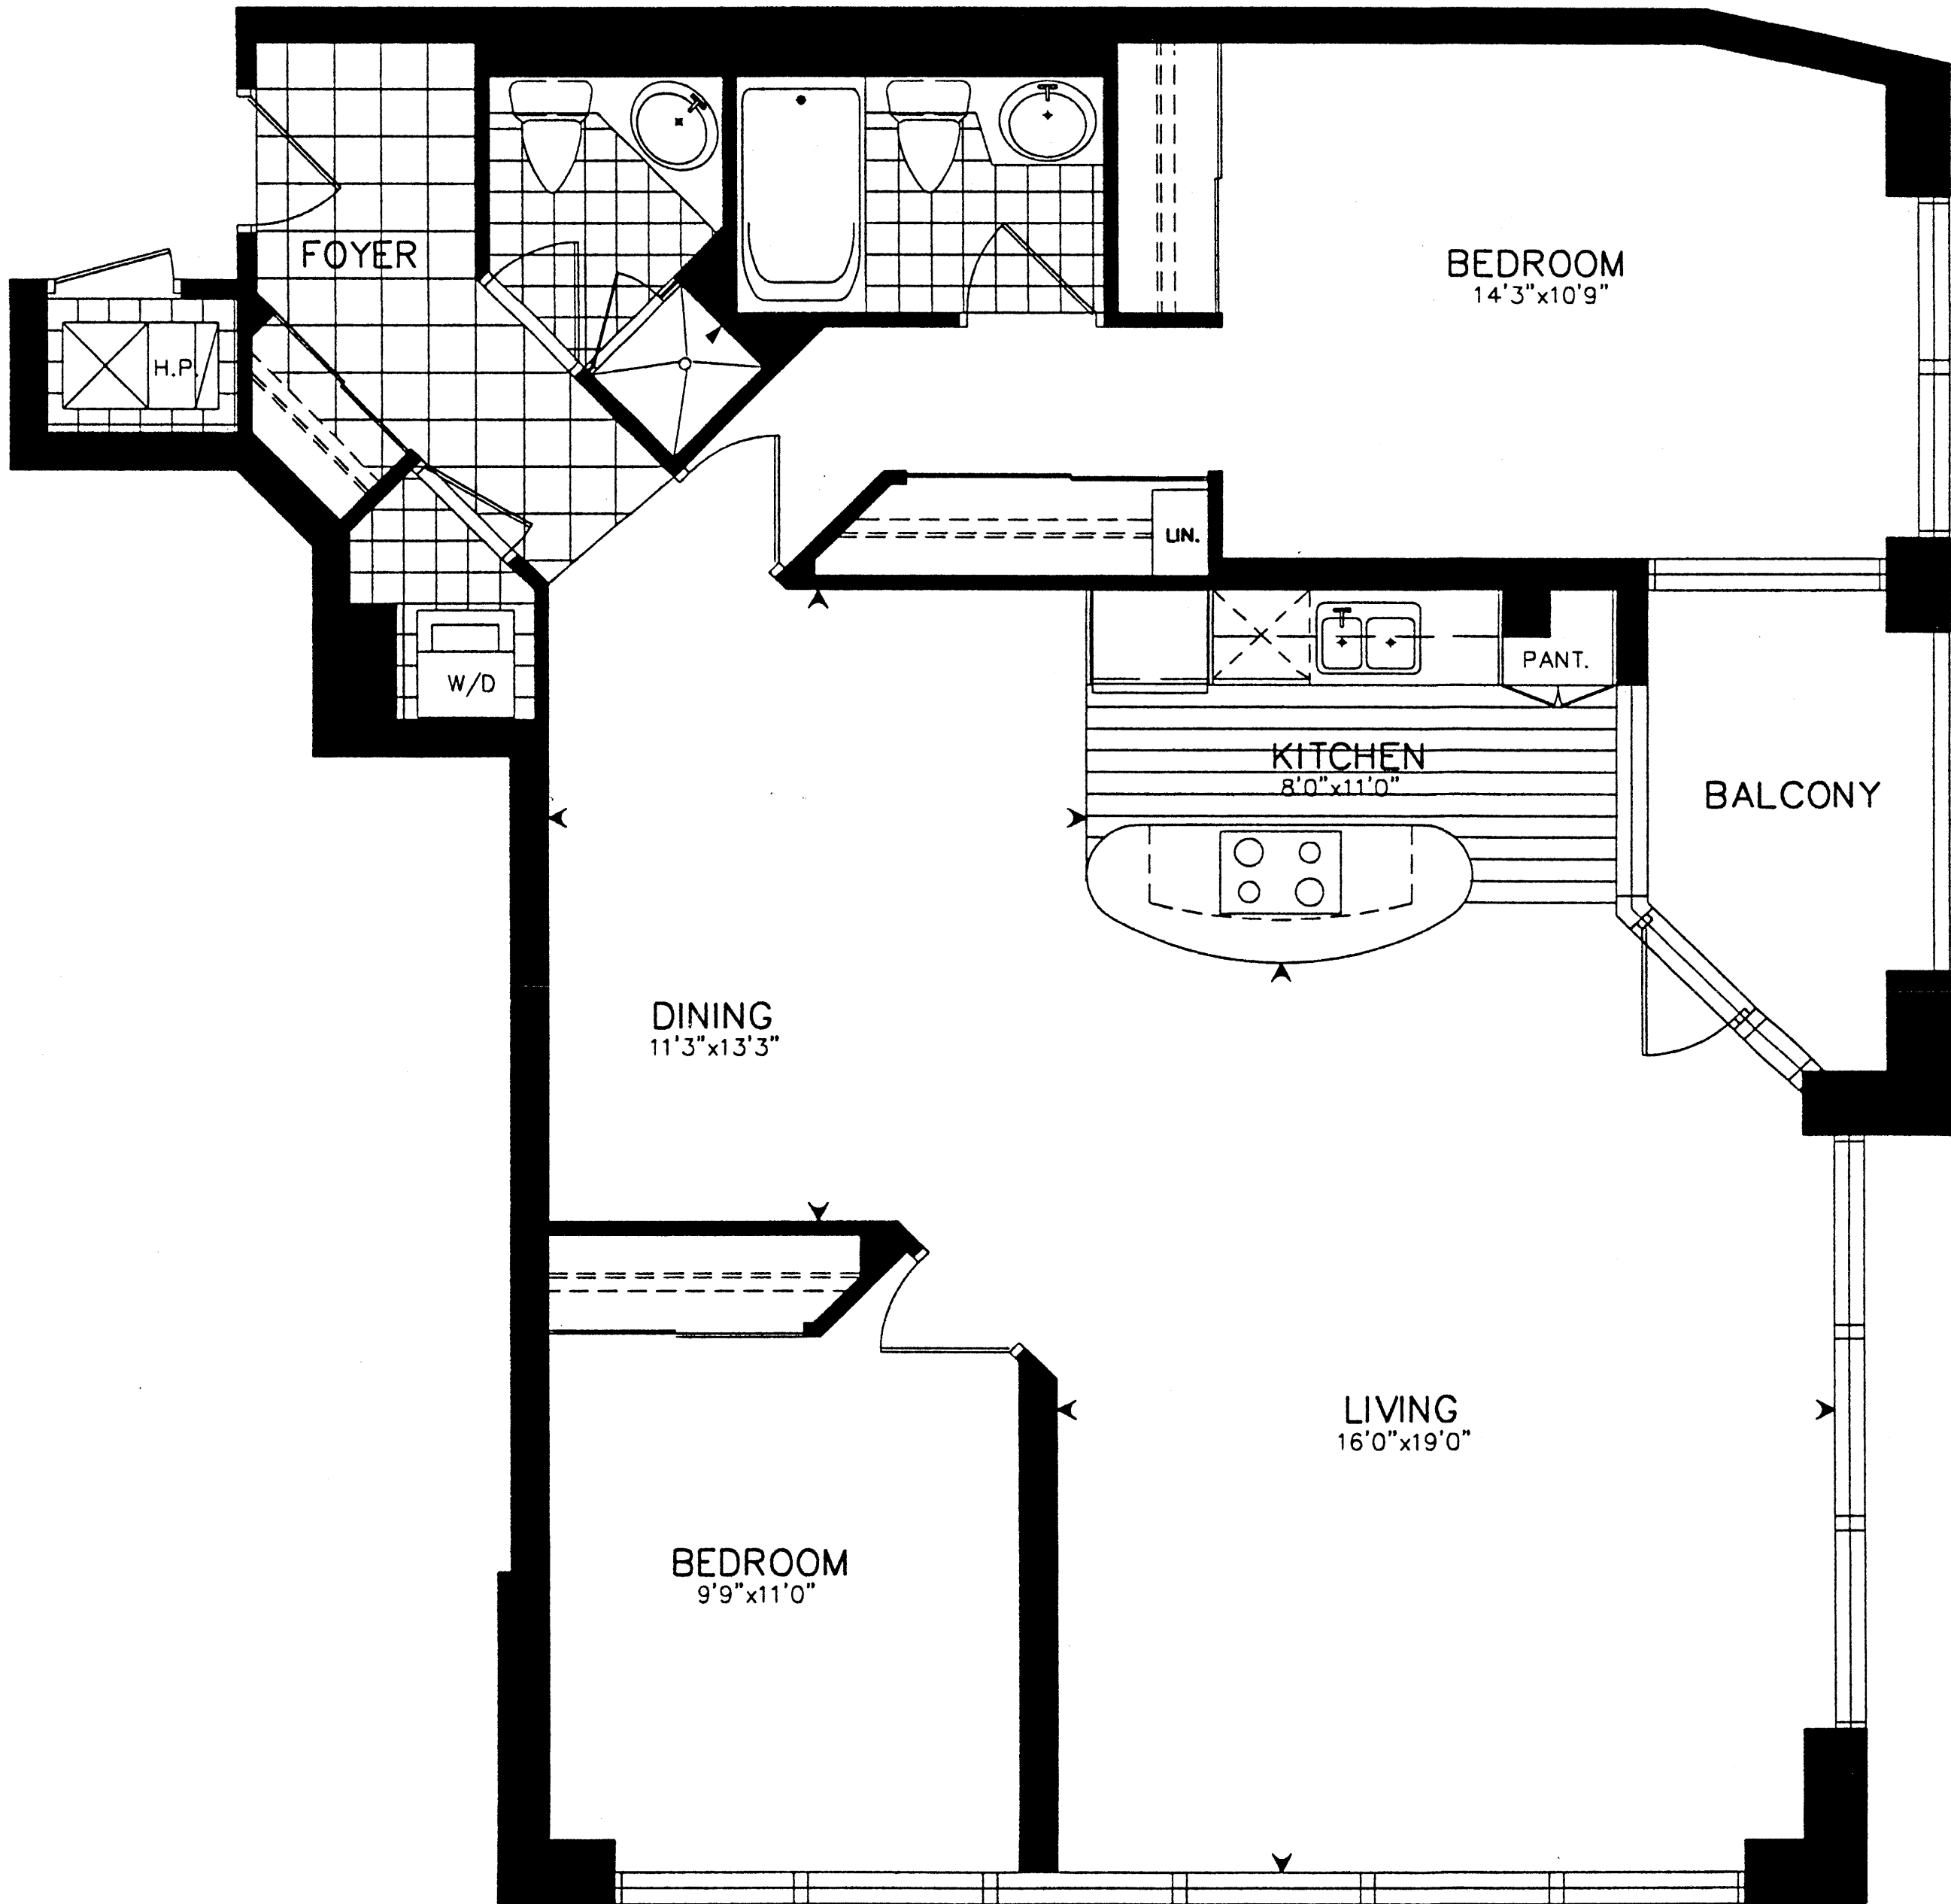 FOYER
BEDROOM
14'3"x10'9"
H.P.
LIN.
PANT.
W/D
KITCHEN
8'0"x11'0"
BALCONY
DINING
11'3"x13'3"
LIVING
16'0"x19'0"
BEDROOM
9'9"x11'0"